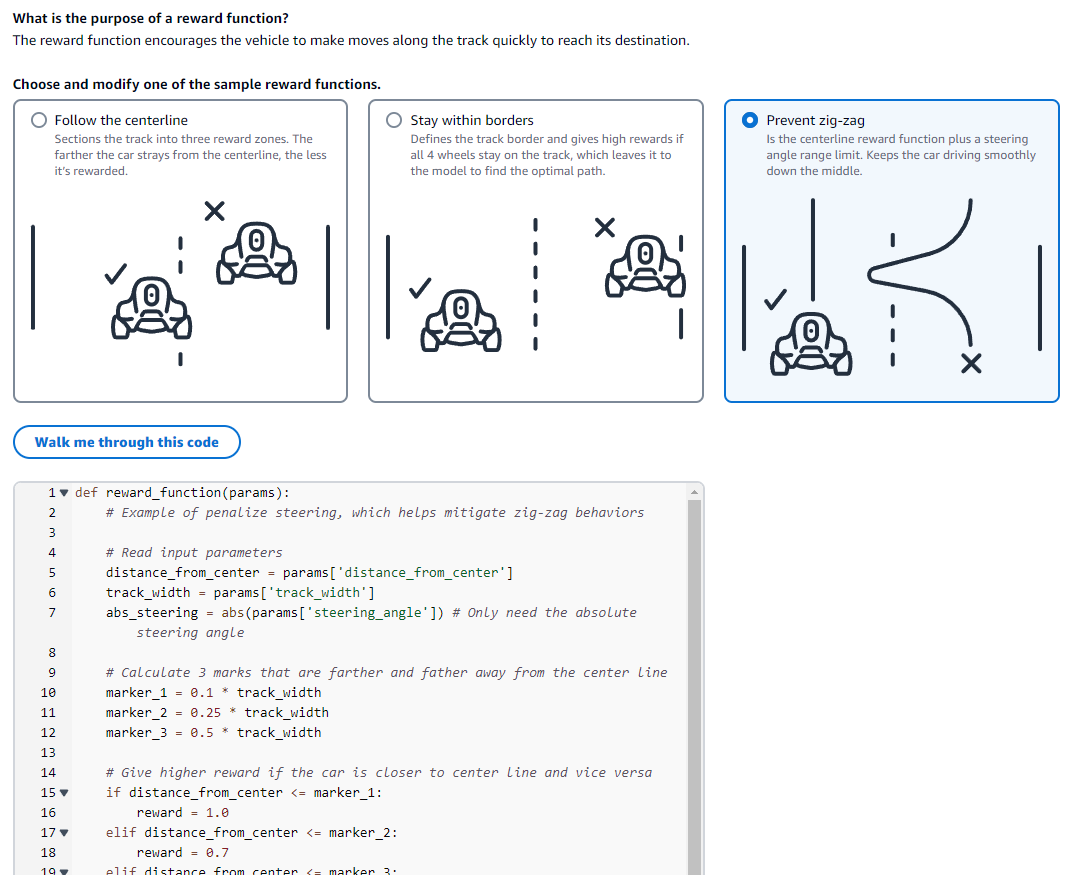 What is the purpose of a reward function?
The reward function encourages the vehicle to make moves along the track quickly to reach its destination.
Choose and modify one of the sample reward functions.
Follow the centerline
Sections the track into three reward zones. The
farther the car strays from the centerline, the less
it's rewarded.
Stay within borders
Defines the track border and gives high rewards if
all 4 wheels stay on the track, which leaves it to
the model to find the optimal path.
Prevent zig-zag
Is the centerline reward function plus a steering
angle range limit. Keeps the car driving smoothly
down the middle.
Walk me through this code
1 def reward_function(params):
2 # Example of penalize steering, which helps mitigate zig-zag behaviors
3
4 # Read input parameters
5 distance_from_center = params['distance_from_center']
6 track_width = params['track_width']
7 abs_steering = abs(params['steering_angle']) # Only need the absolute
steering angle
8
9 # Calculate 3 marks that are farther and father away from the center line
10 marker_1 = 0.1 * track_width
11 marker_2 = 0.25 * track_width
12 marker_3 = 0.5 * track_width
13
14 # Give higher reward if the car is closer to center line and vice versa
15 if distance_from_center <= marker_1:
16 reward = 1.0
17 elif distance_from_center <= marker_2:
18 reward = 0.7
19 elif distance_from_center <= marker_3: